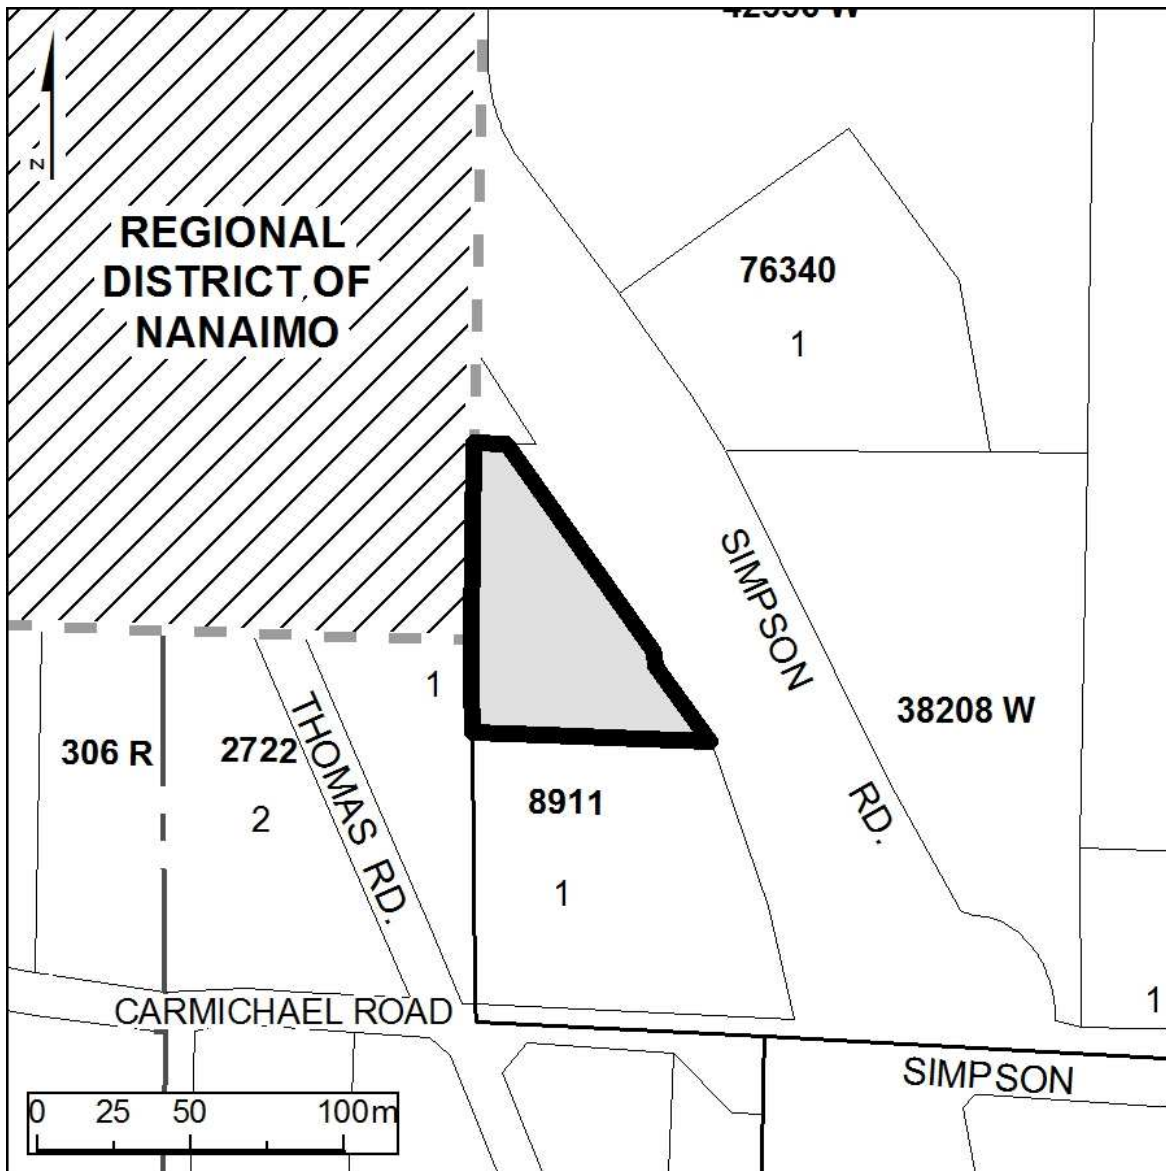 Z
REGIONAL
DISTRICT OF
NANAIMO
76340
1
SIMPSON
RD.
38208 W
1
306 R
2722
2
THOMAS RD.
8911
1
1
CARMICHAEL ROAD
SIMPSON
0 25 50 100m